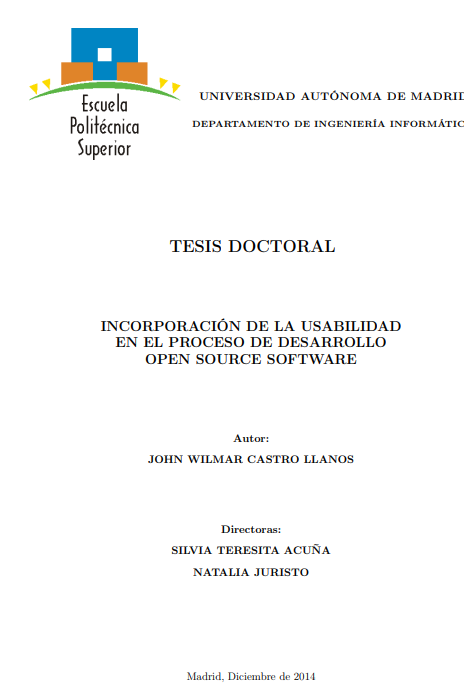 Escuela
Politécnica
Superior
UNIVERSIDAD AUTÓNOMA DE MADRID
DEPARTAMENTO DE INGENIERÍA INFORMÁTIC
TESIS DOCTORAL
INCORPORACIÓN DE LA USABILIDAD
EN EL PROCESO DE DESARROLLO
OPEN SOURCE SOFTWARE
Autor:
JOHN WILMAR CASTRO LLANOS
Directoras:
SILVIA TERESITA ACUÑA
NATALIA JURISTO
Madrid, Diciembre de 2014